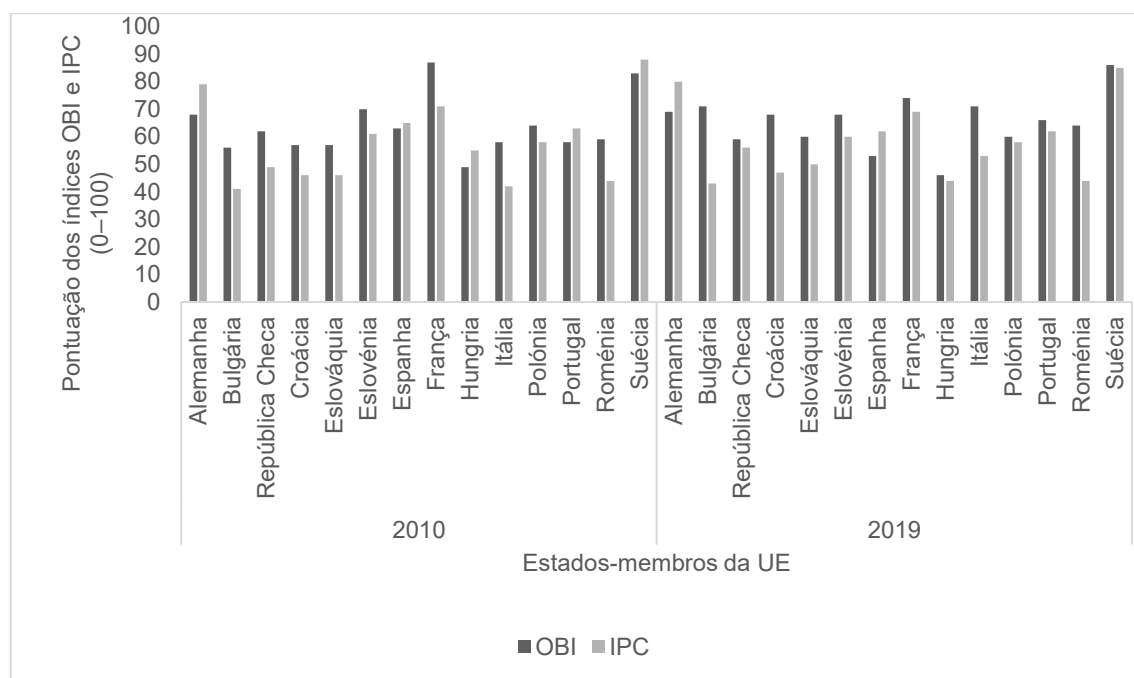 Pontuação dos índices OBI e IPC
(0–100)
100
90
80
70
60
50
40
30
20
10
0
Alemanha
Bulgária
República Checa
Croácia
Eslováquia
Eslovénia
Espanha
França
Hungria
Itália
Polónia
Portugal
Roménia
Suécia
Alemanha
Bulgária
República Checa
Croácia
Eslováquia
Eslovénia
Espanha
França
Hungria
Itália
Polónia
Portugal
Roménia
Suécia
2010
2019
Estados-membros da UE
OBI
IPC